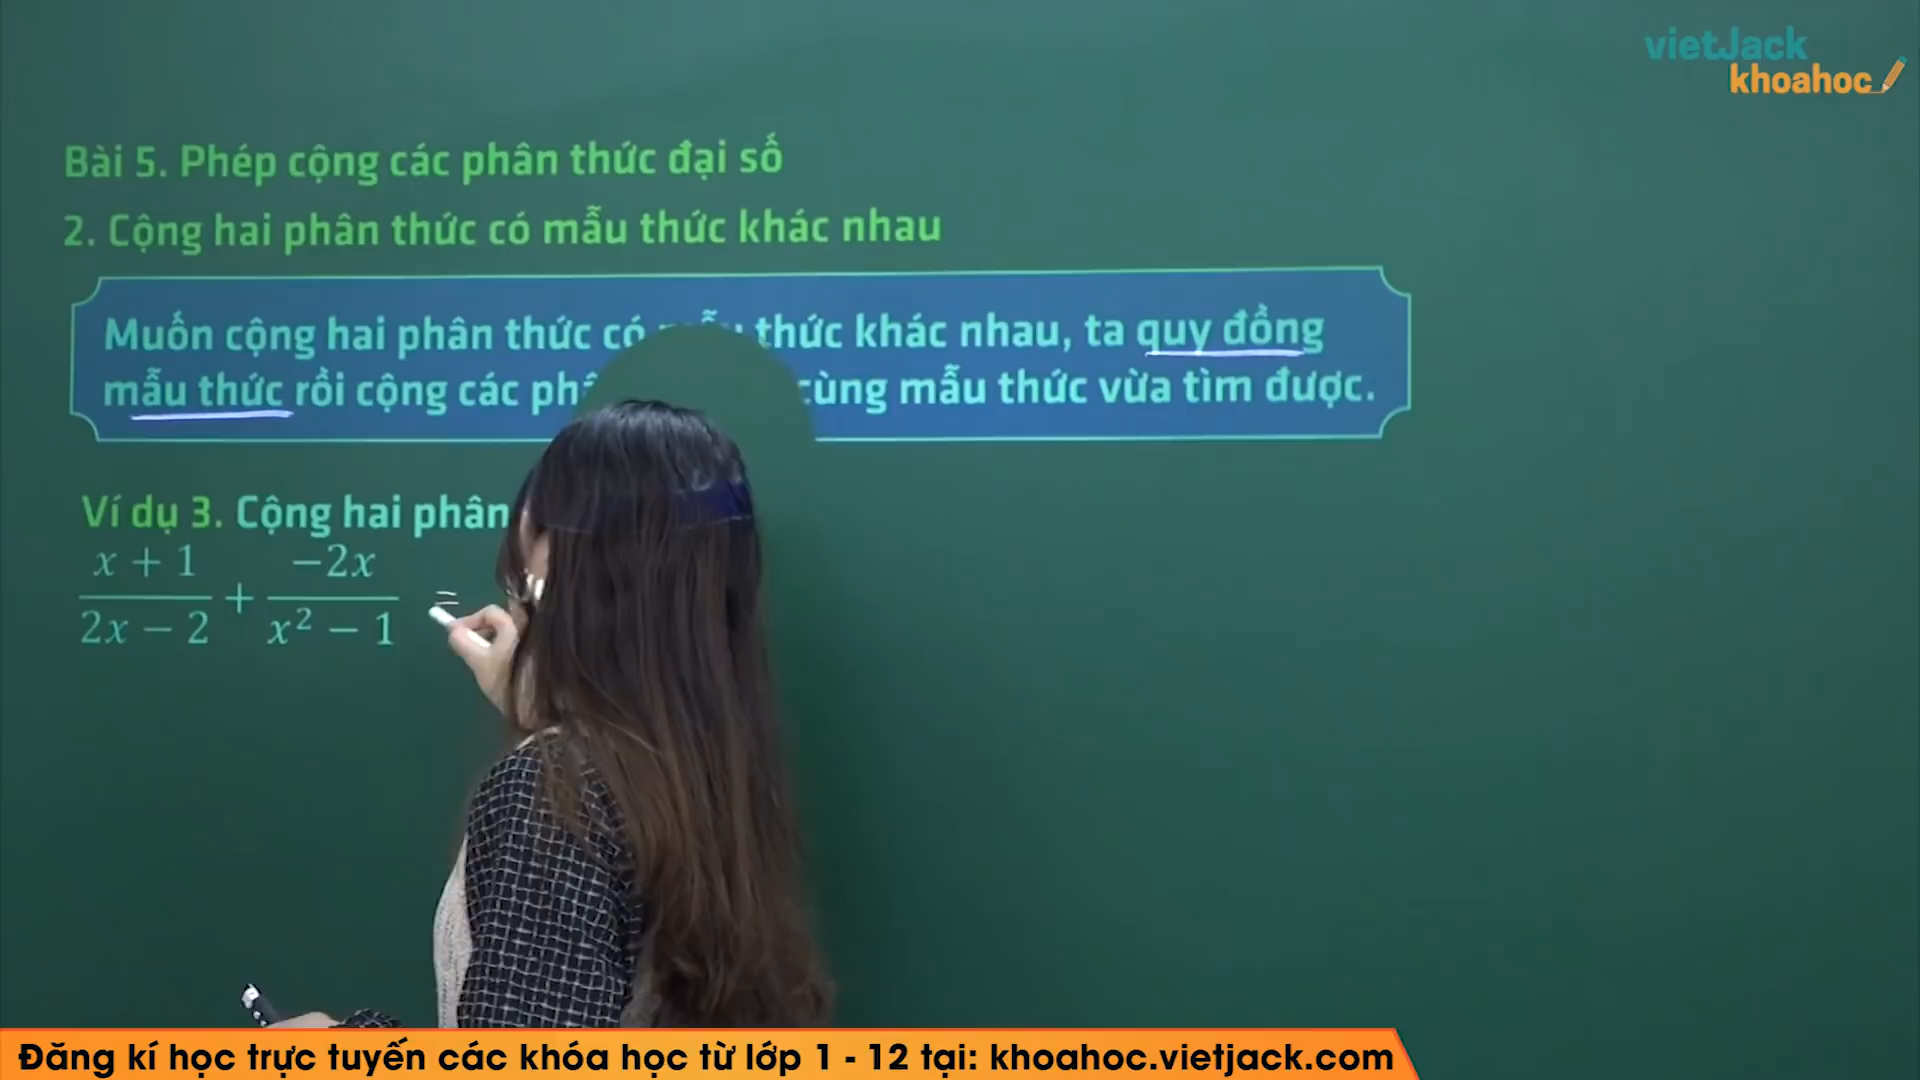 vietJack
khoahoc
Bài 5. Phép cộng các phân thức đại số
2. Cộng hai phân thức có mẫu thức khác nhau
Muốn cộng hai phân thức có thức khác nhau, ta quy đồng
mẫu thức rồi cộng các cùng mẫu thức vừa tìm được.
Ví dụ 3. Cộng hai phân
x + 1 / 2x − 2 + −2x / x² − 1 =
Đăng kí học trực tuyến các khóa học từ lớp 1 - 12 tại: khoahoc.vietjack.com